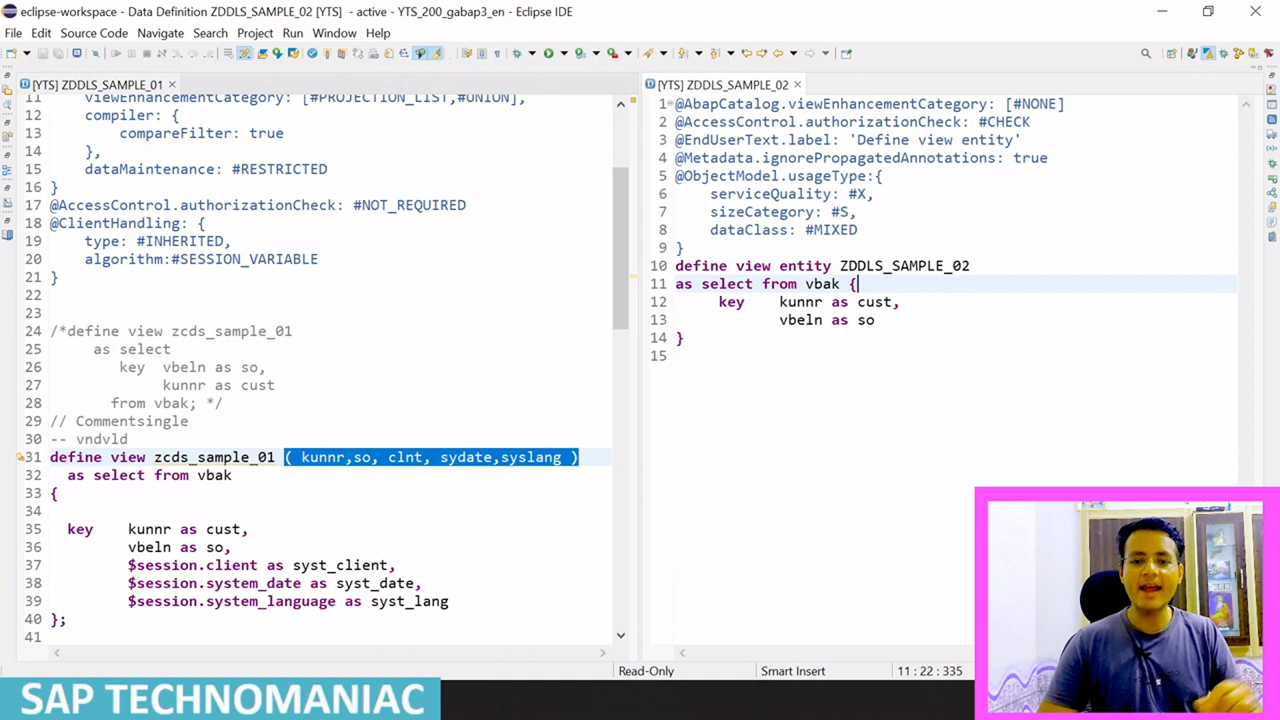 eclipse-workspace - Data Definition ZDDLS_SAMPLE_02 [YTS] - active - YTS_200_gabap3_en - Eclipse IDE
File Edit Source Code Navigate Search Project Run Window Help
[YTS] ZDDLS_SAMPLE_01
11 viewEnhancementCategory: [#PROJECTION_LIST,#UNION],
12 compiler: {
13 compareFilter: true
14 },
15 dataMaintenance: #RESTRICTED
16 }
17 @AccessControl.authorizationCheck: #NOT_REQUIRED
18 @ClientHandling: {
19 type: #INHERITED,
20 algorithm:#SESSION_VARIABLE
21 }
22
23
24 /*define view zcds_sample_01
25 as select
26 key vbeln as so,
27 kunnr as cust
28 from vbak; */
29 // Commentsingle
30 -- vndvld
31 define view zcds_sample_01 ( kunnr,so, clnt, sydate,syslang )
32 as select from vbak
33 {
34
35 key kunnr as cust,
36 vbeln as so,
37 $session.client as syst_client,
38 $session.system_date as syst_date,
39 $session.system_language as syst_lang
40 };
41
[YTS] ZDDLS_SAMPLE_02
1 @AbapCatalog.viewEnhancementCategory: [#NONE]
2 @AccessControl.authorizationCheck: #CHECK
3 @EndUserText.label: 'Define view entity'
4 @Metadata.ignorePropagatedAnnotations: true
5 @ObjectModel.usageType:{
6 serviceQuality: #X,
7 sizeCategory: #S,
8 dataClass: #MIXED
9 }
10 define view entity ZDDLS_SAMPLE_02
11 as select from vbak {
12 key kunnr as cust,
13 vbeln as so
14 }
15
Read-Only Smart Insert 11 : 22 : 335
SAP TECHNOMANIAC